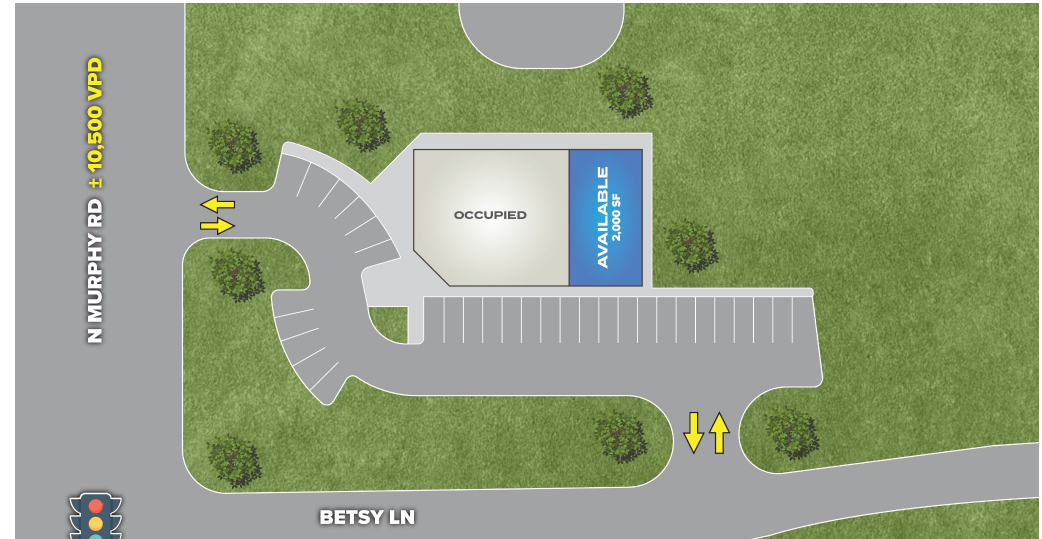 N MURPHY RD ± 10,500 VPD
OCCUPIED
AVAILABLE
2,000 SF
BETSY LN